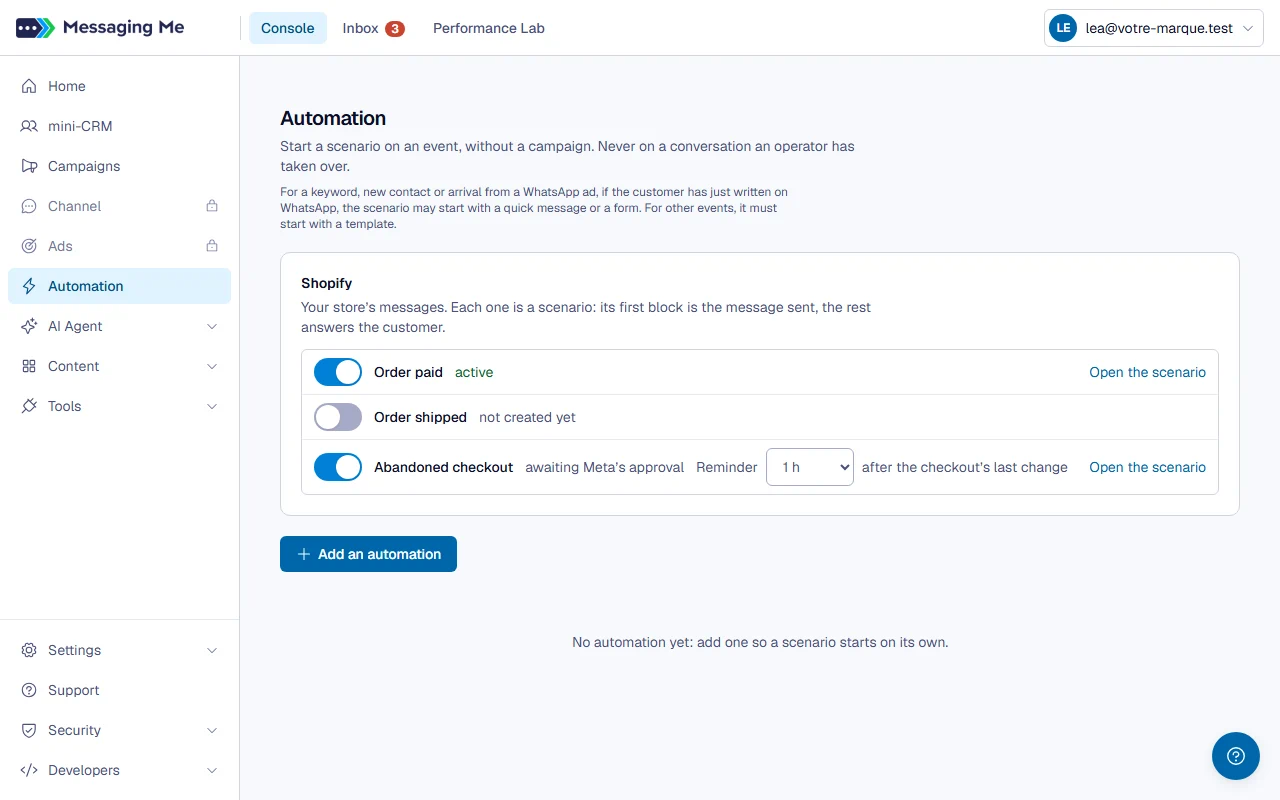 Messaging Me
Console
Inbox 3
Performance Lab
LE lea@votre-marque.test
Home
mini-CRM
Campaigns
Channel
Ads
Automation
AI Agent
Content
Tools
Settings
Support
Security
Developers
Automation
Start a scenario on an event, without a campaign. Never on a conversation an operator has
taken over.
For a keyword, new contact or arrival from a WhatsApp ad, if the customer has just written on
WhatsApp, the scenario may start with a quick message or a form. For other events, it must
start with a template.
Shopify
Your store's messages. Each one is a scenario: its first block is the message sent, the rest
answers the customer.
Order paid active Open the scenario
Order shipped not created yet
Abandoned checkout awaiting Meta's approval Reminder 1 h after the checkout's last change Open the scenario
Add an automation
No automation yet: add one so a scenario starts on its own.